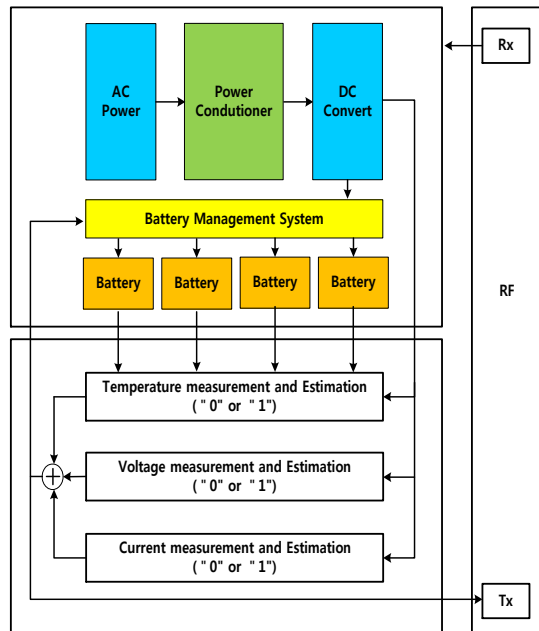 AC
Power
Power
Condutioner
DC
Convert
Rx
Battery Management System
Battery
Battery
Battery
Battery
RF
Temperature measurement and Estimation
( " 0" or " 1")
Voltage measurement and Estimation
( " 0" or " 1")
Current measurement and Estimation
( " 0" or " 1")
Tx